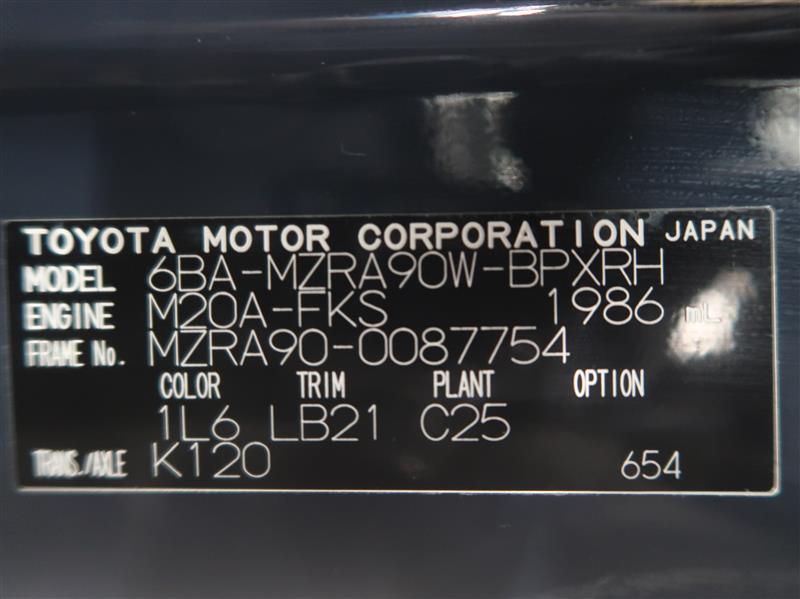 TOYOTA MOTOR CORPORATION JAPAN
MODEL 6BA-MZRA90W-BPXRH
ENGINE M20A-FKS 1986 mL
FRAME No. MZRA90-0087754
COLOR TRIM PLANT OPTION
1L6 LB21 C25
TRANS./AXLE K120 654